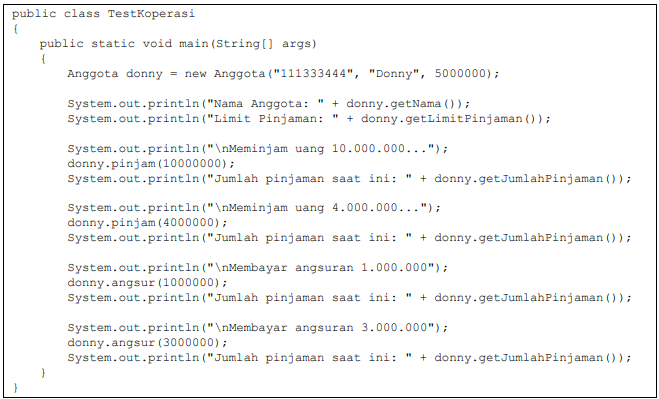 public class TestKoperasi
{
public static void main(String[] args)
{
Anggota donny = new Anggota("111333444", "Donny", 5000000);
System.out.println("Nama Anggota: " + donny.getNama());
System.out.println("Limit Pinjaman: " + donny.getLimitPinjaman());
System.out.println("\nMeminjam uang 10.000.000...");
donny.pinjam(10000000);
System.out.println("Jumlah pinjaman saat ini: " + donny.getJumlahPinjaman());
System.out.println("\nMeminjam uang 4.000.000...");
donny.pinjam(4000000);
System.out.println("Jumlah pinjaman saat ini: " + donny.getJumlahPinjaman());
System.out.println("\nMembayar angsuran 1.000.000");
donny.angsur(1000000);
System.out.println("Jumlah pinjaman saat ini: " + donny.getJumlahPinjaman());
System.out.println("\nMembayar angsuran 3.000.000");
donny.angsur(3000000);
System.out.println("Jumlah pinjaman saat ini: " + donny.getJumlahPinjaman());
}
}